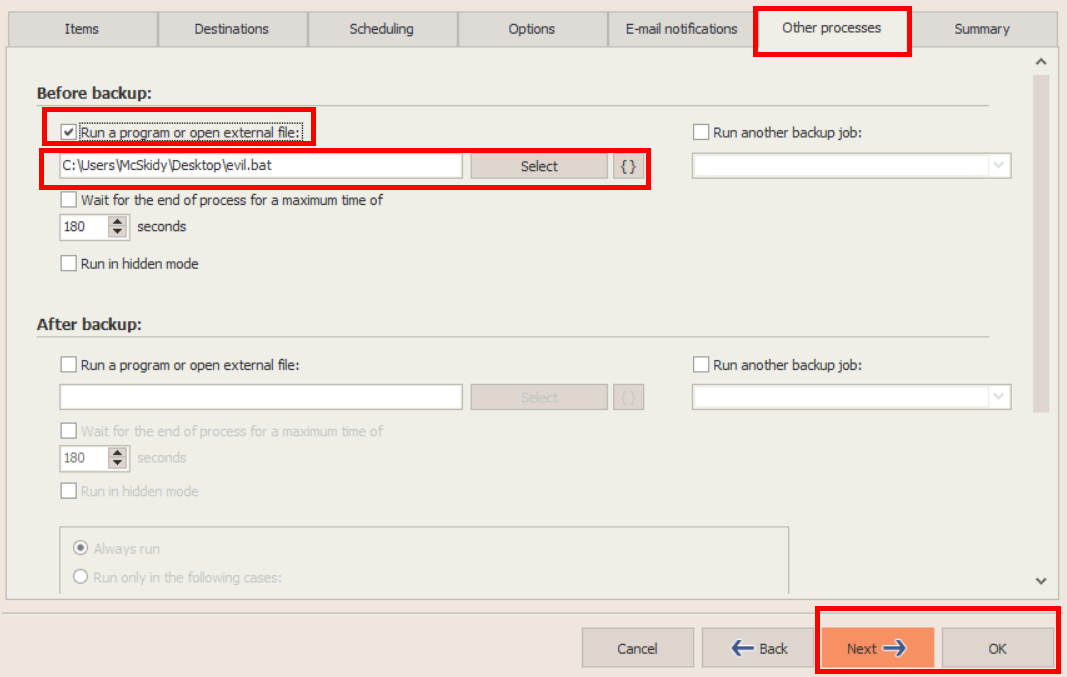 Items Destinations Scheduling Options E-mail notifications Other processes Summary
Before backup:
Run a program or open external file: Run another backup job:
C:\Users\McSkidy\Desktop\evil.bat Select {}
Wait for the end of process for a maximum time of
180 seconds
Run in hidden mode
After backup:
Run a program or open external file: Run another backup job:
Select {}
Wait for the end of process for a maximum time of
180 seconds
Run in hidden mode
Always run
Run only in the following cases:
Cancel Back Next OK